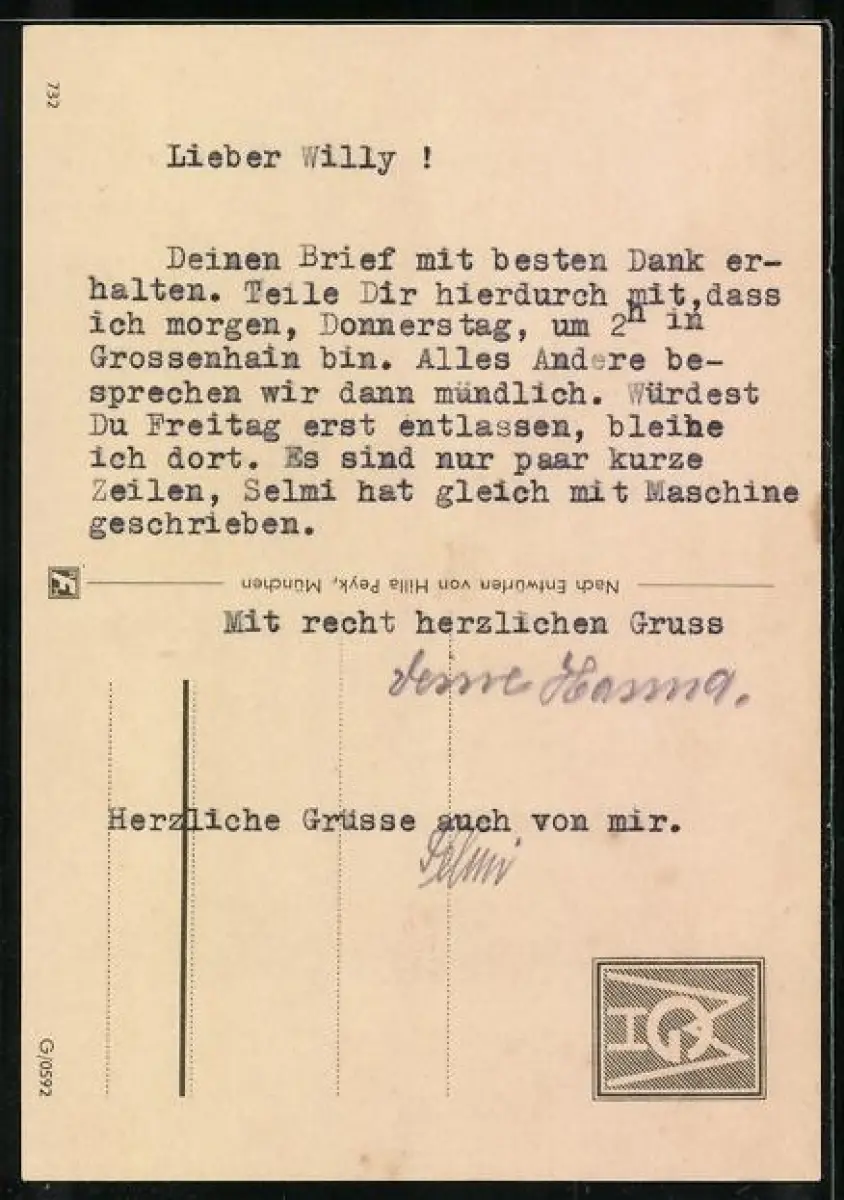 732
Lieber Willy !
Deinen Brief mit besten Dank er-
halten. Teile Dir hierdurch mit,dass
ich morgen, Donnerstag, um 2h in
Grossenhain bin. Alles Andere be-
sprechen wir dann mündlich. Würdest
Du Freitag erst entlassen, bleibe
ich dort. Es sind nur paar kurze
Zeilen, Selmi hat gleich mit Maschine
geschrieben.
Nach Entwürfen von Hilla Peyk, München
Mit recht herzlichen Gruss
Deine Hanna.
Herzliche Grüsse auch von mir.
Selmi
G/0592